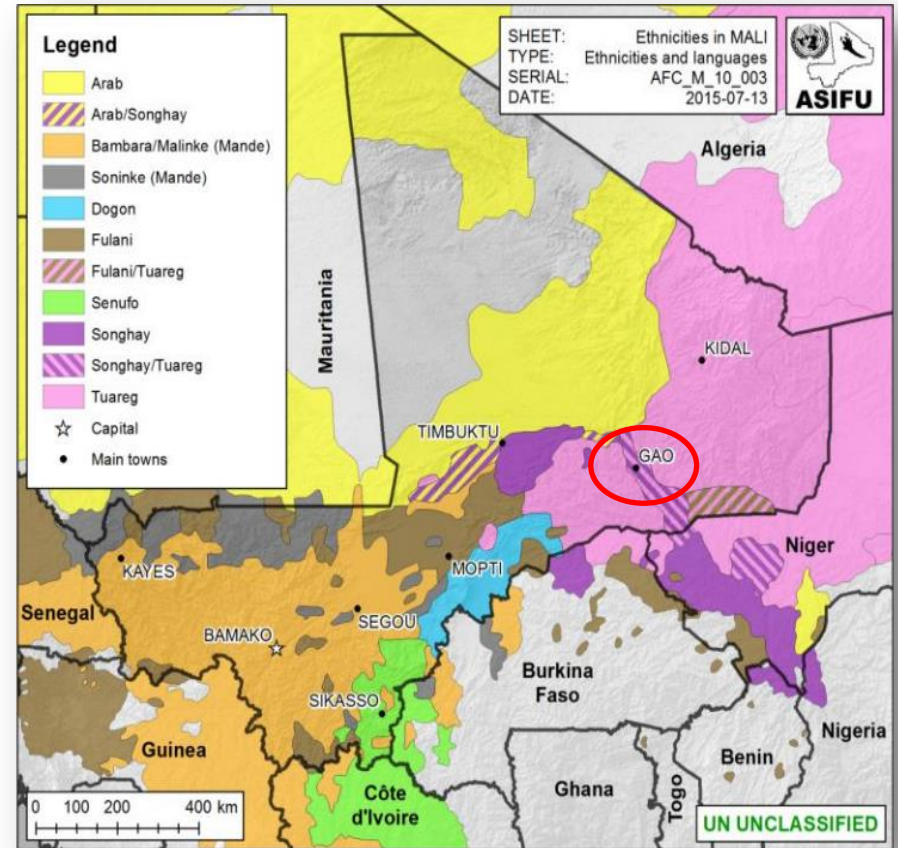 Legend
Arab
Arab/Songhay
Bambara/Malinke (Mande)
Soninke (Mande)
Dogon
Fulani
Fulani/Tuareg
Senufo
Songhay
Songhay/Tuareg
Tuareg
Capital
Main towns
SHEET: Ethnicities in MALI
TYPE: Ethnicities and languages
SERIAL: AFC_M_10_003
DATE: 2015-07-13
ASIFU
Algeria
Mauritania
KIDAL
TIMBUKTU
GAO
Niger
KAYES
MOPTI
Senegal
SEGOU
BAMAKO
Burkina
Faso
SIKASSO
Guinea
Nigeria
Benin
Ghana
Togo
Côte
d'Ivoire
0 100 200 400 km
UN UNCLASSIFIED